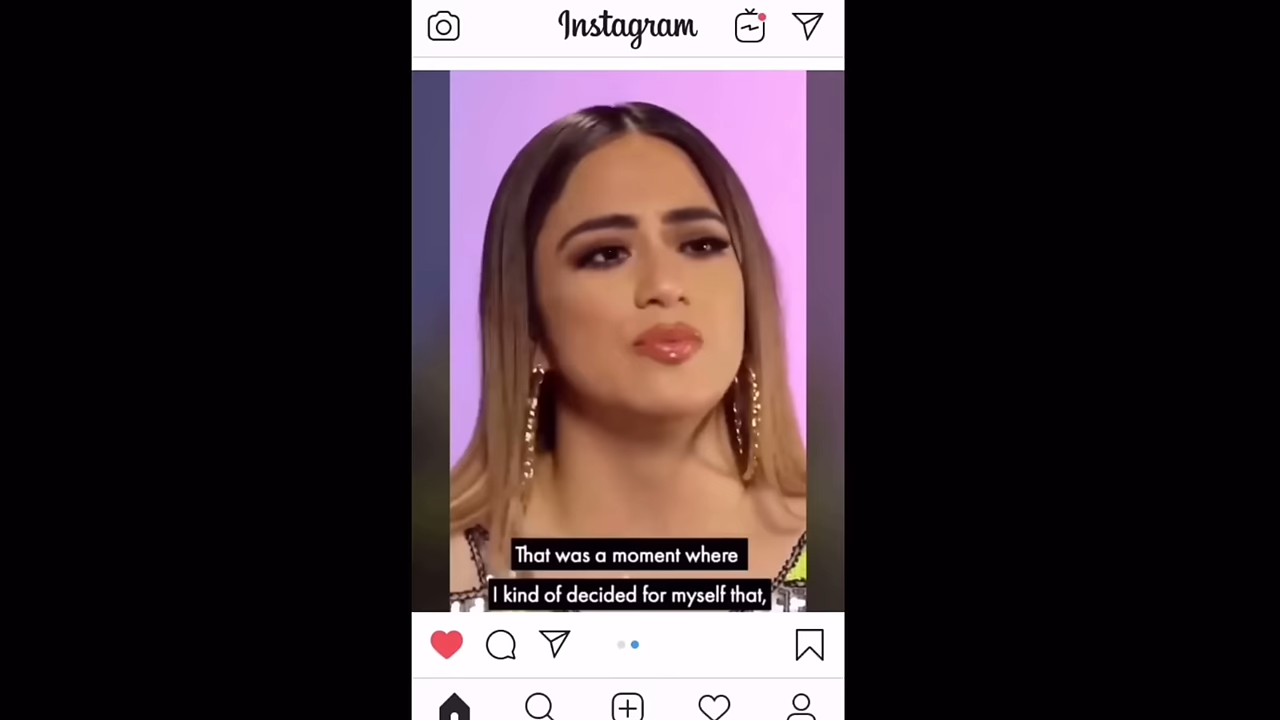 Instagram
That was a moment where
I kind of decided for myself that,